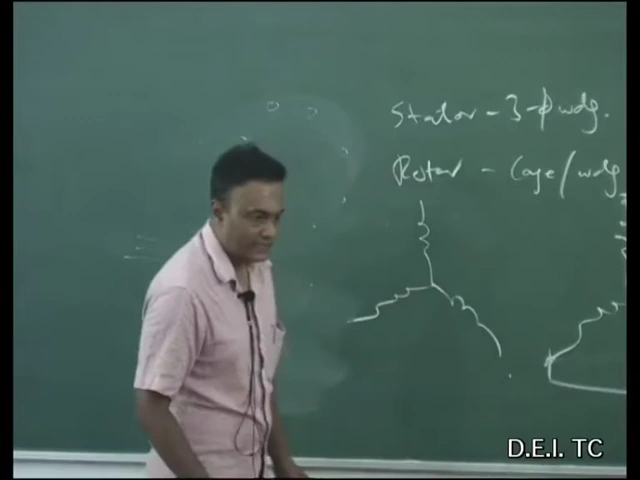 Stator - 3-ϕ wdg.
Rotor - Cage/wdg
D.E.I. TC